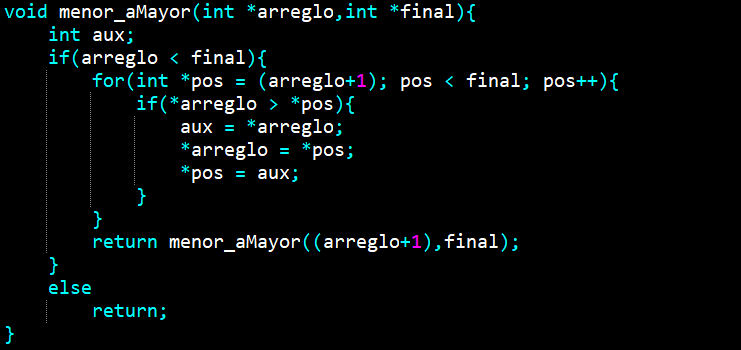 void menor_aMayor(int *arreglo,int *final){
    int aux;
    if(arreglo < final){
        for(int *pos = (arreglo+1); pos < final; pos++){
            if(*arreglo > *pos){
                aux = *arreglo;
                *arreglo = *pos;
                *pos = aux;
            }
        }
        return menor_aMayor((arreglo+1),final);
    }
    else
        return;
}